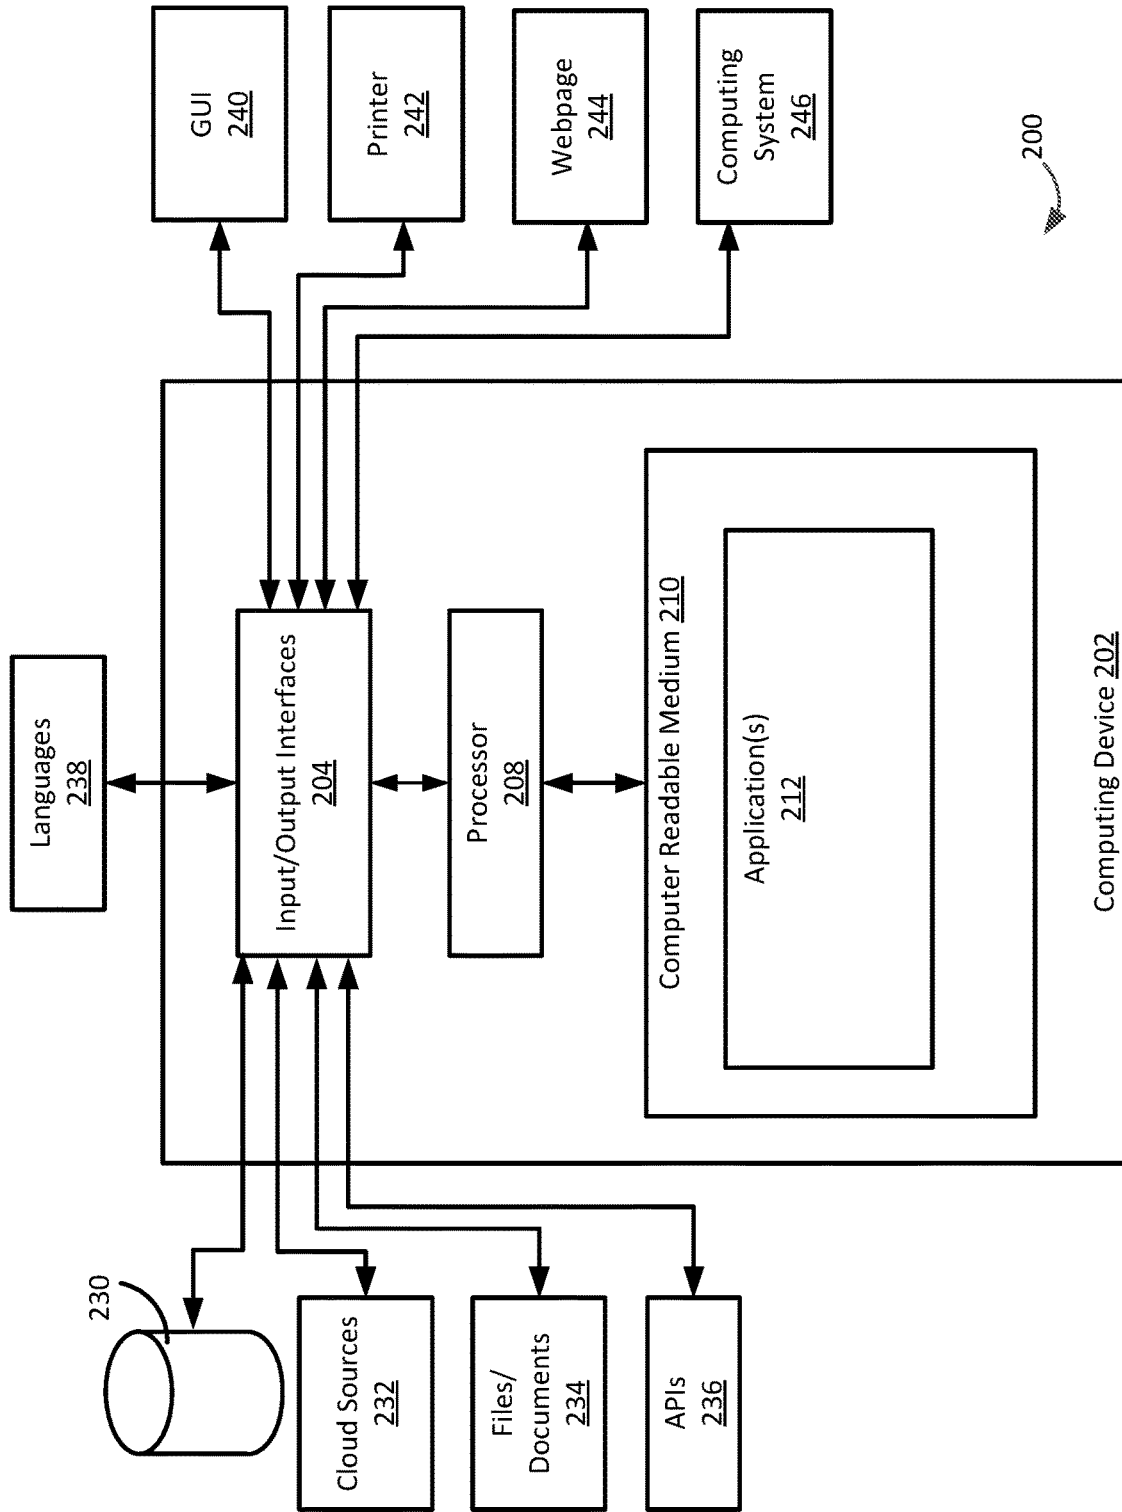 Languages
238
230
Cloud Sources
232
Files/
Documents
234
APIs
236
Input/Output Interfaces
204
Processor
208
Computer Readable Medium 210
Application(s)
212
Computing Device 202
GUI
240
Printer
242
Webpage
244
Computing
System
246
200